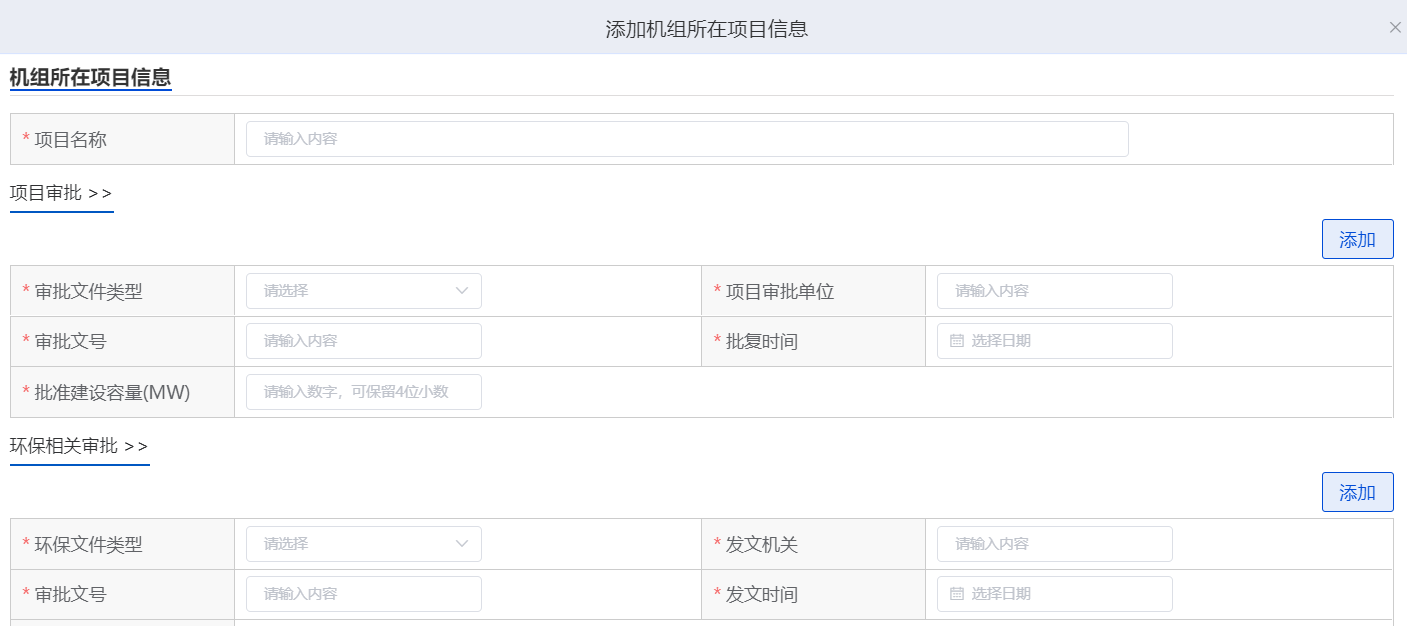 添加机组所在项目信息
机组所在项目信息
* 项目名称 请输入内容
项目审批 >>
添加
* 审批文件类型 请选择 * 项目审批单位 请输入内容
* 审批文号 请输入内容 * 批复时间 选择日期
* 批准建设容量(MW) 请输入数字，可保留4位小数
环保相关审批 >>
添加
* 环保文件类型 请选择 * 发文机关 请输入内容
* 审批文号 请输入内容 * 发文时间 选择日期